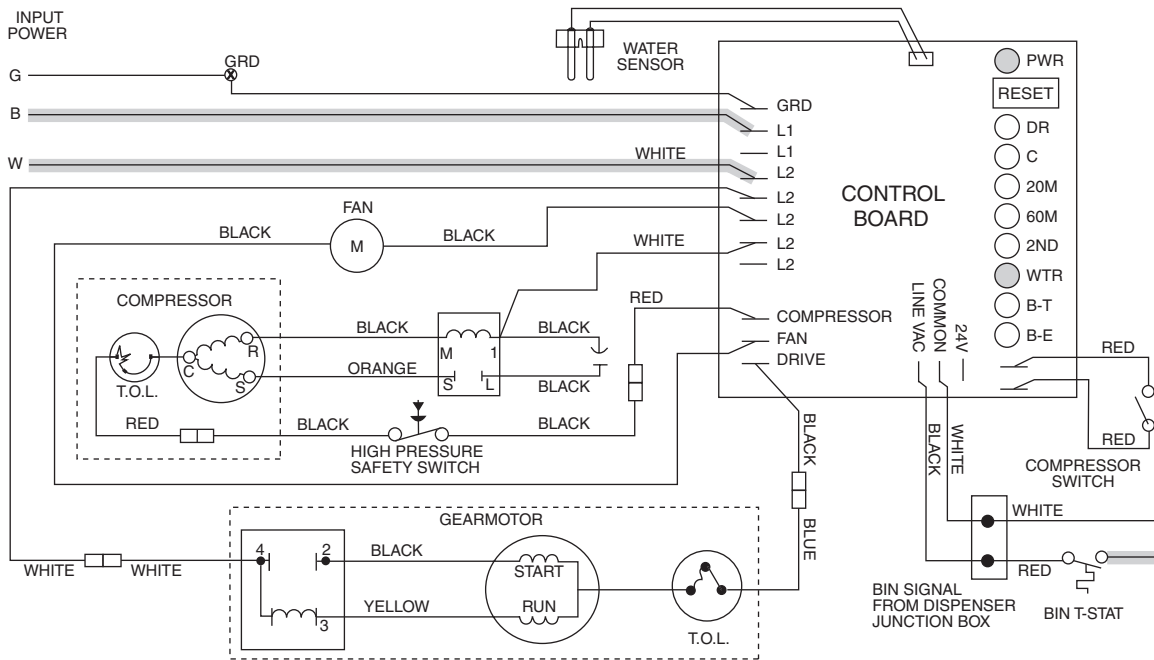 INPUT
POWER
G
GRD
B
W
WHITE
WATER
SENSOR
GRD
L1
L1
L2
L2
L2
L2
L2
CONTROL
BOARD
PWR
RESET
DR
C
20M
60M
2ND
WTR
B-T
B-E
FAN
M
BLACK
BLACK
WHITE
COMPRESSOR
T.O.L.
C
R
S
BLACK
ORANGE
M
1
S
L
BLACK
BLACK
RED
COMPRESSOR
FAN
DRIVE
LINE VAC
COMMON
24V
RED
RED
COMPRESSOR
SWITCH
RED
BLACK
BLACK
HIGH PRESSURE
SAFETY SWITCH
BLACK
BLUE
BLACK
WHITE
GEARMOTOR
4
2
3
BLACK
YELLOW
START
RUN
T.O.L.
WHITE
WHITE
WHITE
RED
BIN SIGNAL
FROM DISPENSER
JUNCTION BOX
BIN T-STAT